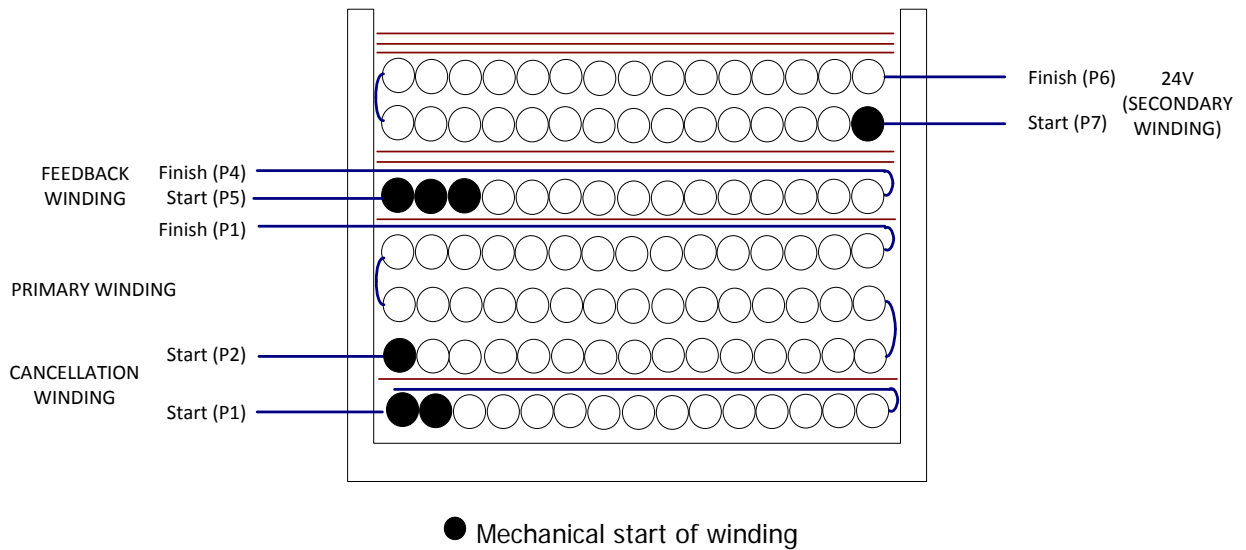 Finish (P6)
24V
(SECONDARY
WINDING)
Start (P7)
FEEDBACK
WINDING
Finish (P4)
Start (P5)
Finish (P1)
PRIMARY WINDING
Start (P2)
CANCELLATION
WINDING
Start (P1)
Mechanical start of winding